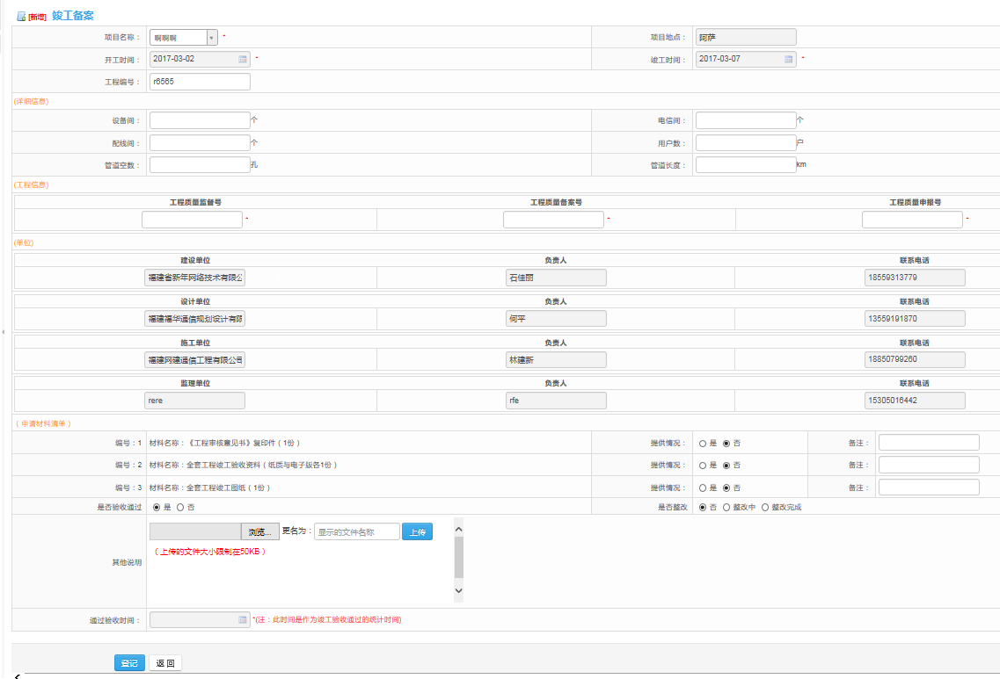 [新增] 竣工备案
项目名称： 啊啊啊 * 项目地点： 阿萨
开工时间： 2017-03-02 * 竣工时间： 2017-03-07 *
工程编号： r6565
(详细信息)
设备间： 个 电信间： 个
配线间： 个 用户数： 户
管道空数： 孔 管道长度： km
(工程信息)
工程质量监督号 工程质量备案号 工程质量申报号
* * *
(单位)
建设单位 负责人 联系电话
福建省新年网络技术有限公 石佳丽 18559313779
设计单位 负责人 联系电话
福建福华通信规划设计有限 何平 13559191870
施工单位 负责人 联系电话
福建网建通信工程有限公司 林建新 18850799260
监理单位 负责人 联系电话
rere rfe 15305016442
（申请材料清单）
编号：1 材料名称：《工程审核意见书》复印件（1份） 提供情况： 是 否 备注：
编号：2 材料名称：全套工程竣工验收资料（纸质与电子版各1份） 提供情况： 是 否 备注：
编号：3 材料名称：全套工程竣工图纸（1份） 提供情况： 是 否 备注：
是否验收通过 是 否 是否整改 否 整改中 整改完成
浏览... 更名为： 显示的文件名称 上传
（上传的文件大小限制在50KB）
其他说明
通过验收时间： *(注：此时间是作为竣工验收通过的统计时间)
登记 返回